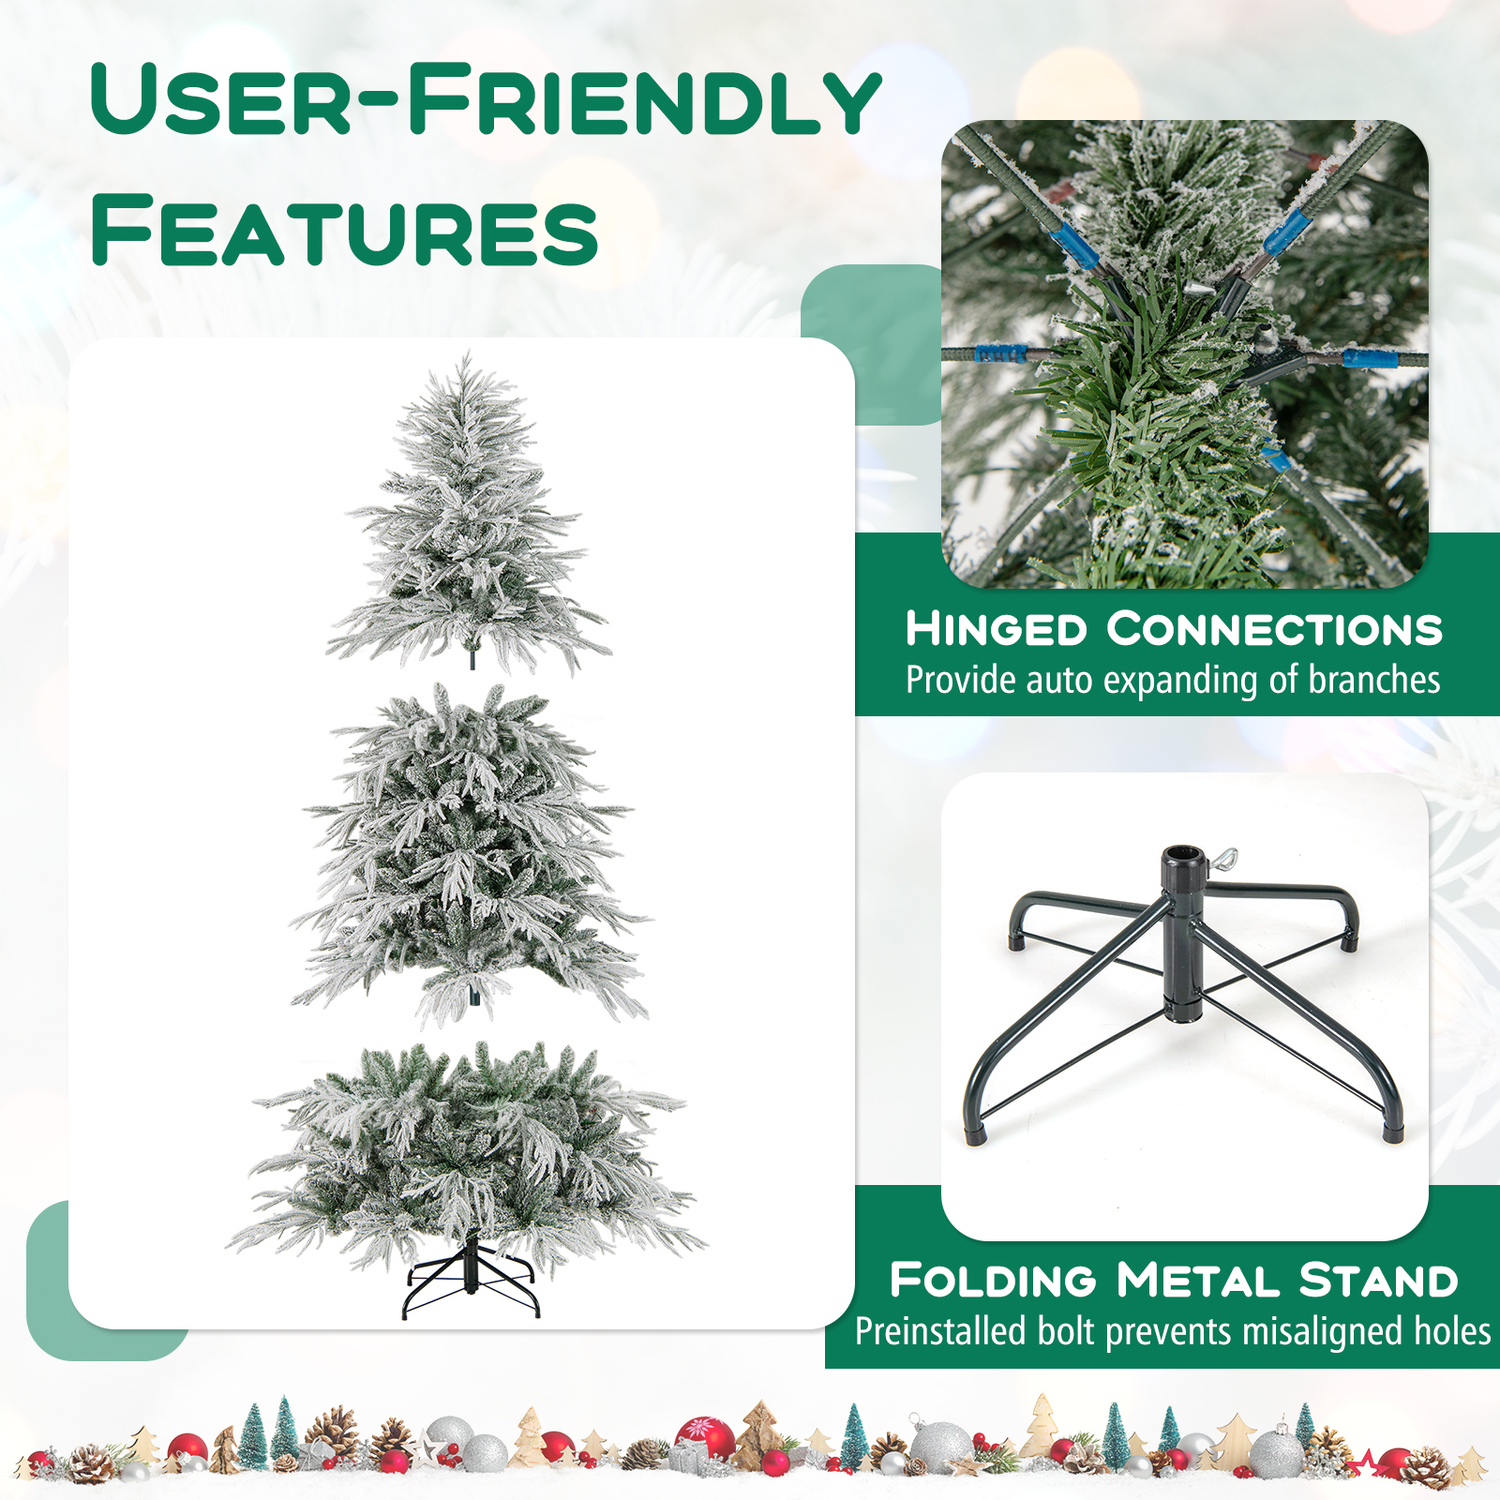 USER-FRIENDLY
FEATURES
HINGED CONNECTIONS
Provide auto expanding of branches
FOLDING METAL STAND
Preinstalled bolt prevents misaligned holes